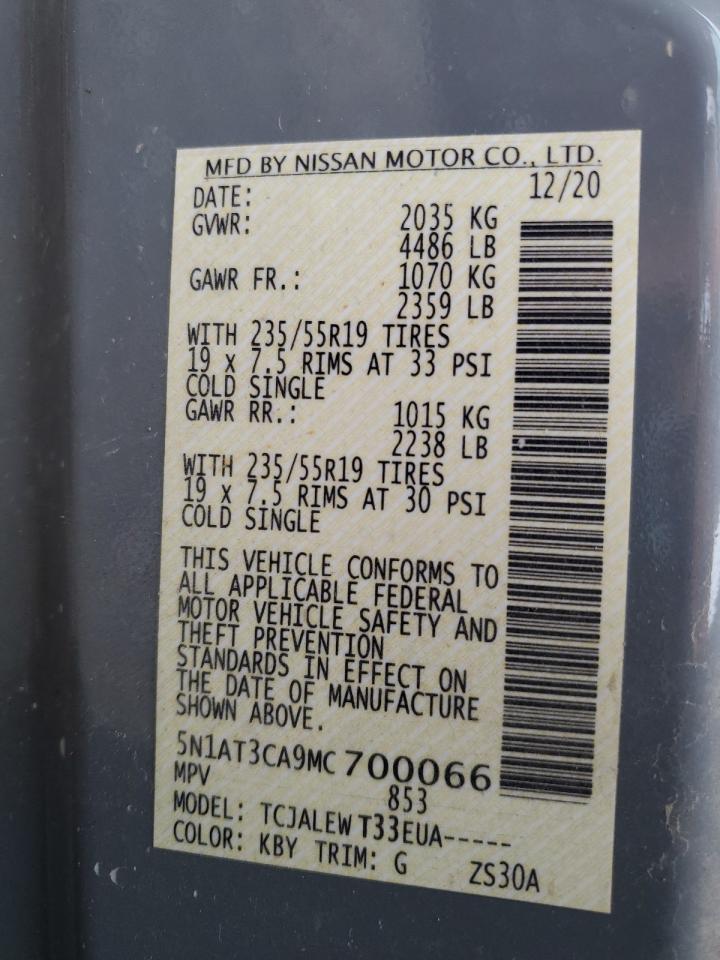 MFD BY NISSAN MOTOR CO., LTD.
DATE: 12/20
GVWR: 2035 KG
4486 LB
GAWR FR.: 1070 KG
2359 LB
WITH 235/55R19 TIRES
19 x 7.5 RIMS AT 33 PSI
COLD SINGLE
GAWR RR.: 1015 KG
2238 LB
WITH 235/55R19 TIRES
19 x 7.5 RIMS AT 30 PSI
COLD SINGLE
THIS VEHICLE CONFORMS TO
ALL APPLICABLE FEDERAL
MOTOR VEHICLE SAFETY AND
THEFT PREVENTION
STANDARDS IN EFFECT ON
THE DATE OF MANUFACTURE
SHOWN ABOVE.
5N1AT3CA9MC 700066
MPV 853
MODEL: TCJALEW T33EUA-----
COLOR: KBY TRIM: G ZS30A